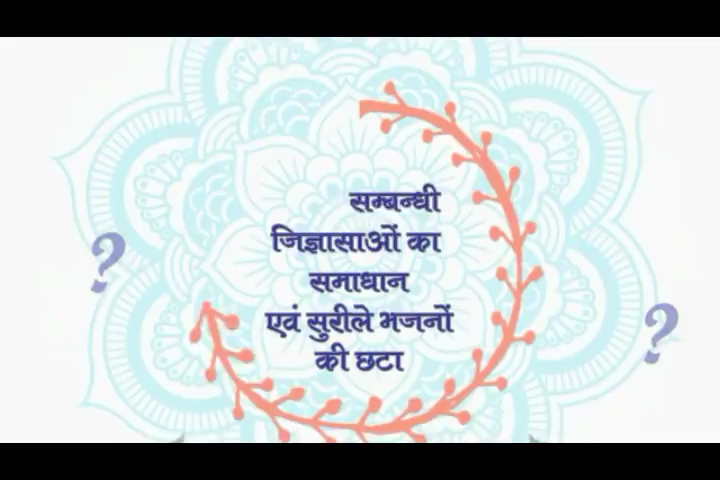 सम्बन्धी
जिज्ञासाओं का
समाधान
एवं सुरीले भजनों
की छटा
?
?